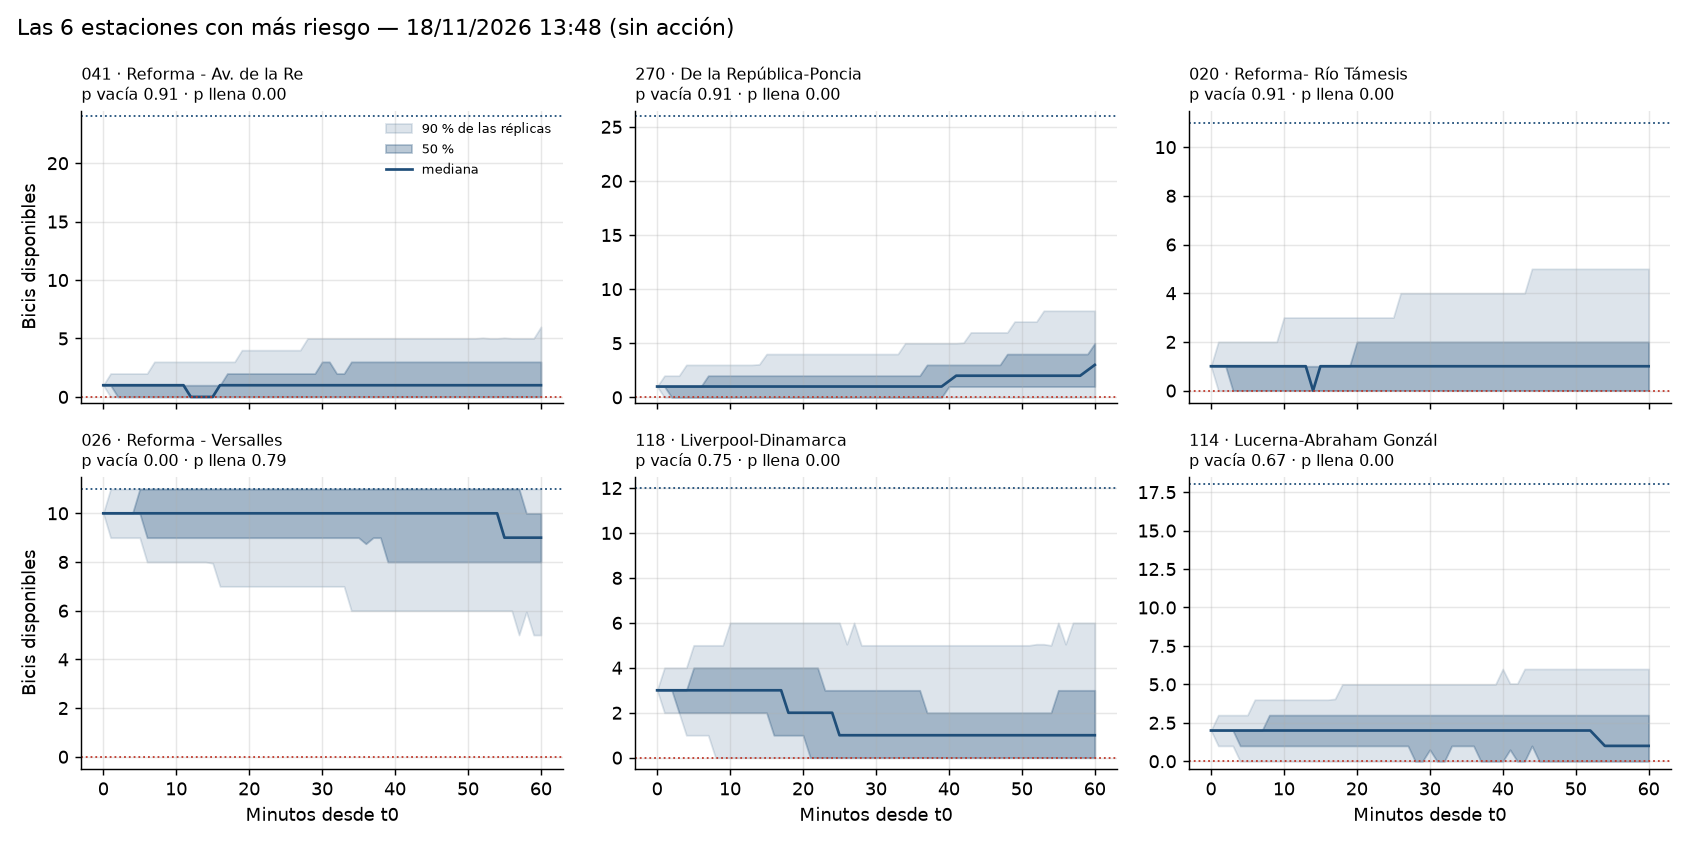 Las 6 estaciones con más riesgo — 18/11/2026 13:48 (sin acción)
041 · Reforma - Av. de la Re
p vacía 0.91 · p llena 0.00
90 % de las réplicas
50 %
mediana
20
15
10
5
0
Bicis disponibles
270 · De la República-Poncia
p vacía 0.91 · p llena 0.00
25
20
15
10
5
0
020 · Reforma- Río Támesis
p vacía 0.91 · p llena 0.00
10
8
6
4
2
0
026 · Reforma - Versalles
p vacía 0.00 · p llena 0.79
10
8
6
4
2
0
Bicis disponibles
0 10 20 30 40 50 60
Minutos desde t0
118 · Liverpool-Dinamarca
p vacía 0.75 · p llena 0.00
12
10
8
6
4
2
0
0 10 20 30 40 50 60
Minutos desde t0
114 · Lucerna-Abraham Gonzál
p vacía 0.67 · p llena 0.00
17.5
15.0
12.5
10.0
7.5
5.0
2.5
0.0
0 10 20 30 40 50 60
Minutos desde t0